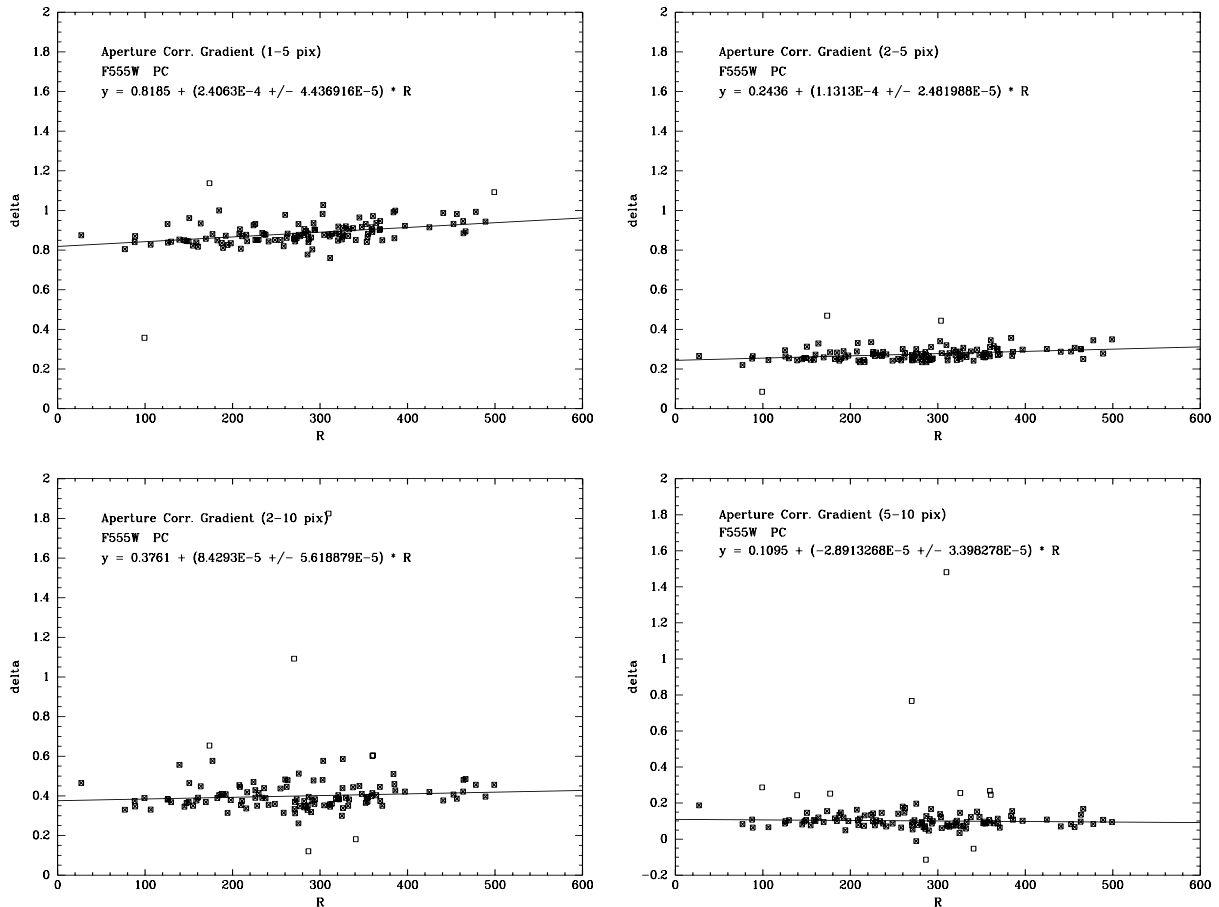 Aperture Corr. Gradient (1-5 pix)
F555W PC
y = 0.8185 + (2.4063E-4 +/- 4.436916E-5) * R
2
1.8
1.6
1.4
1.2
1
0.8
0.6
0.4
0.2
0
delta
0 100 200 300 400 500 600
R
Aperture Corr. Gradient (2-5 pix)
F555W PC
y = 0.2436 + (1.1313E-4 +/- 2.481988E-5) * R
2
1.8
1.6
1.4
1.2
1
0.8
0.6
0.4
0.2
0
delta
0 100 200 300 400 500 600
R
Aperture Corr. Gradient (2-10 pix)
F555W PC
y = 0.3761 + (8.4293E-5 +/- 5.618879E-5) * R
2
1.8
1.6
1.4
1.2
1
0.8
0.6
0.4
0.2
0
delta
0 100 200 300 400 500 600
R
Aperture Corr. Gradient (5-10 pix)
F555W PC
y = 0.1095 + (-2.8913268E-5 +/- 3.398278E-5) * R
2
1.8
1.6
1.4
1.2
1
0.8
0.6
0.4
0.2
0
-0.2
delta
0 100 200 300 400 500 600
R